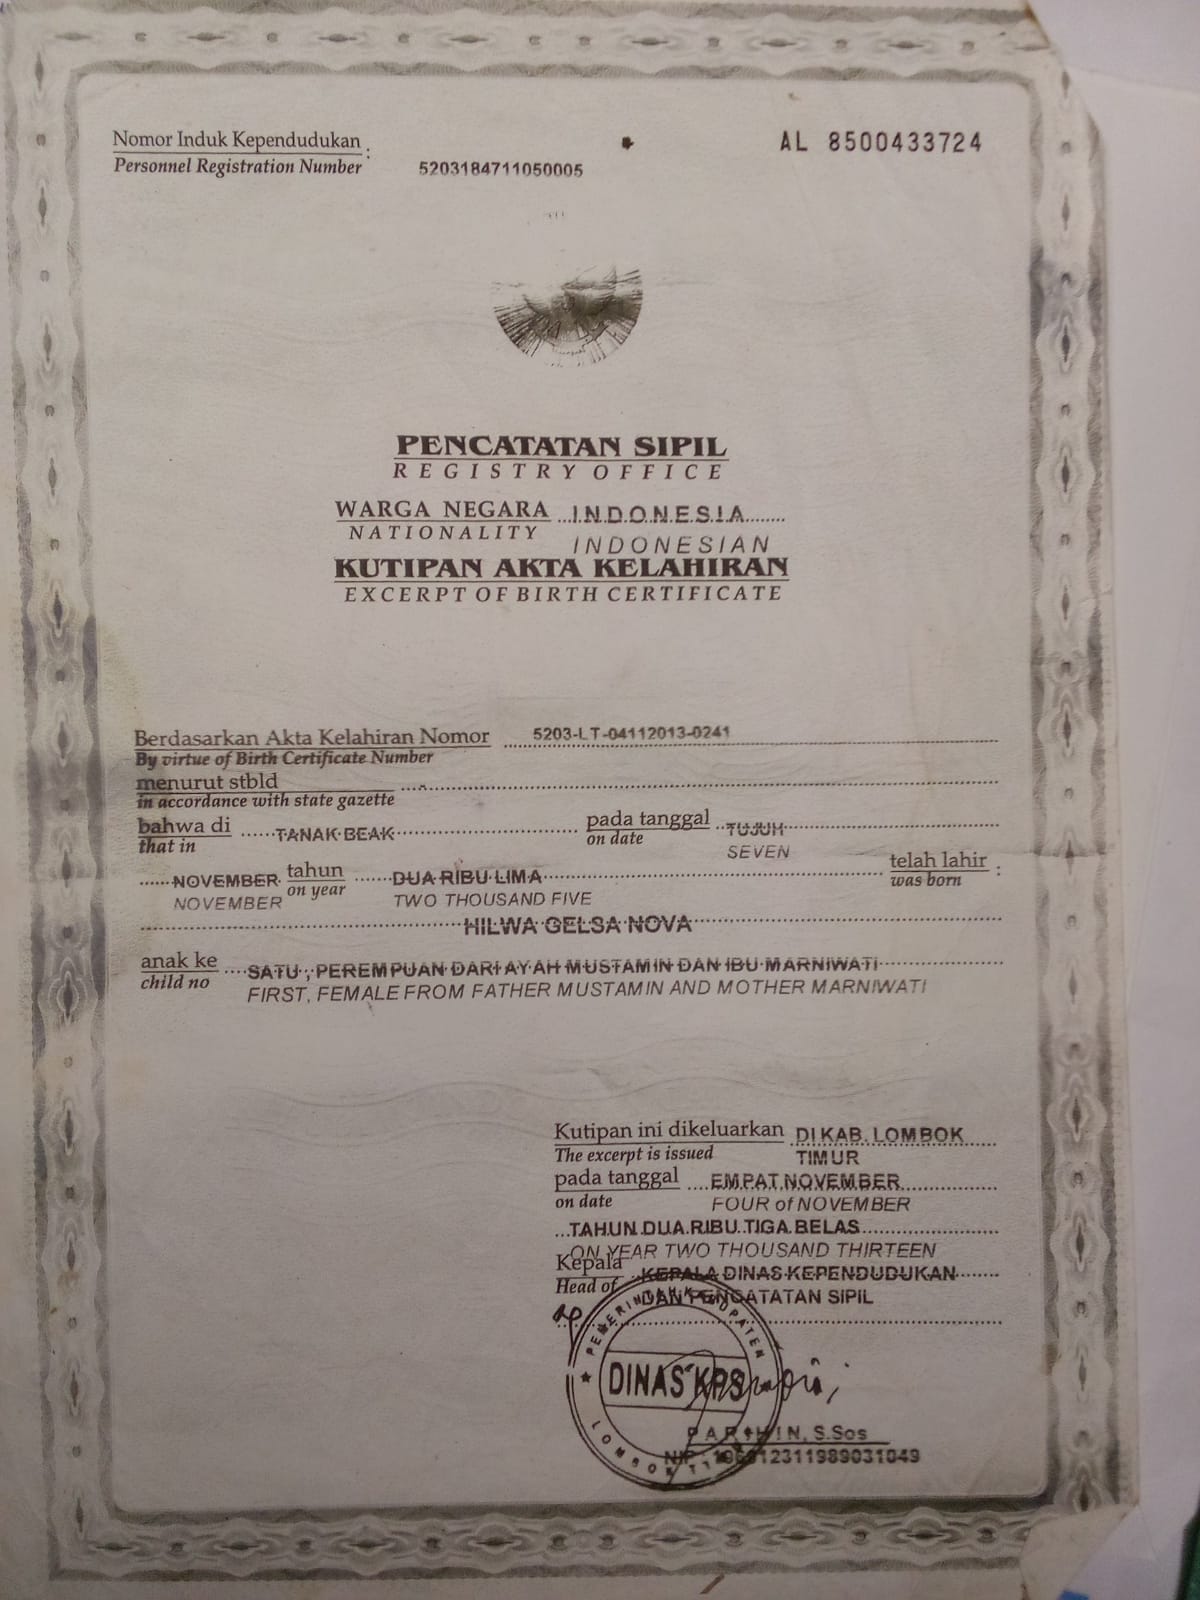 Nomor Induk Kependudukan
Personnel Registration Number : 5203184711050005
AL 8500433724
PENCATATAN SIPIL
REGISTRY OFFICE
WARGA NEGARA INDONESIA
NATIONALITY INDONESIAN
KUTIPAN AKTA KELAHIRAN
EXCERPT OF BIRTH CERTIFICATE
Berdasarkan Akta Kelahiran Nomor 5203-LT-04112013-0241
By virtue of Birth Certificate Number
menurut stbld
in accordance with state gazette
bahwa di TANAK BEAK pada tanggal TUJUH
that in on date SEVEN
NOVEMBER tahun DUA RIBU LIMA telah lahir :
NOVEMBER on year TWO THOUSAND FIVE was born
HILWA GELSA NOVA
anak ke SATU , PEREMPUAN DARI AYAH MUSTAMIN DAN IBU MARNIWATI
child no FIRST, FEMALE FROM FATHER MUSTAMIN AND MOTHER MARNIWATI
Kutipan ini dikeluarkan DI KAB. LOMBOK
The excerpt is issued TIMUR
pada tanggal EMPAT NOVEMBER
on date FOUR of NOVEMBER
TAHUN DUA RIBU TIGA BELAS
ON YEAR TWO THOUSAND THIRTEEN
Kepala KEPALA DINAS KEPENDUDUKAN
Head of DAN PENCATATAN SIPIL
PEMERINTAH KABUPATEN
DINAS KPS
LOMBOK TIMUR
S.Sos
NIP